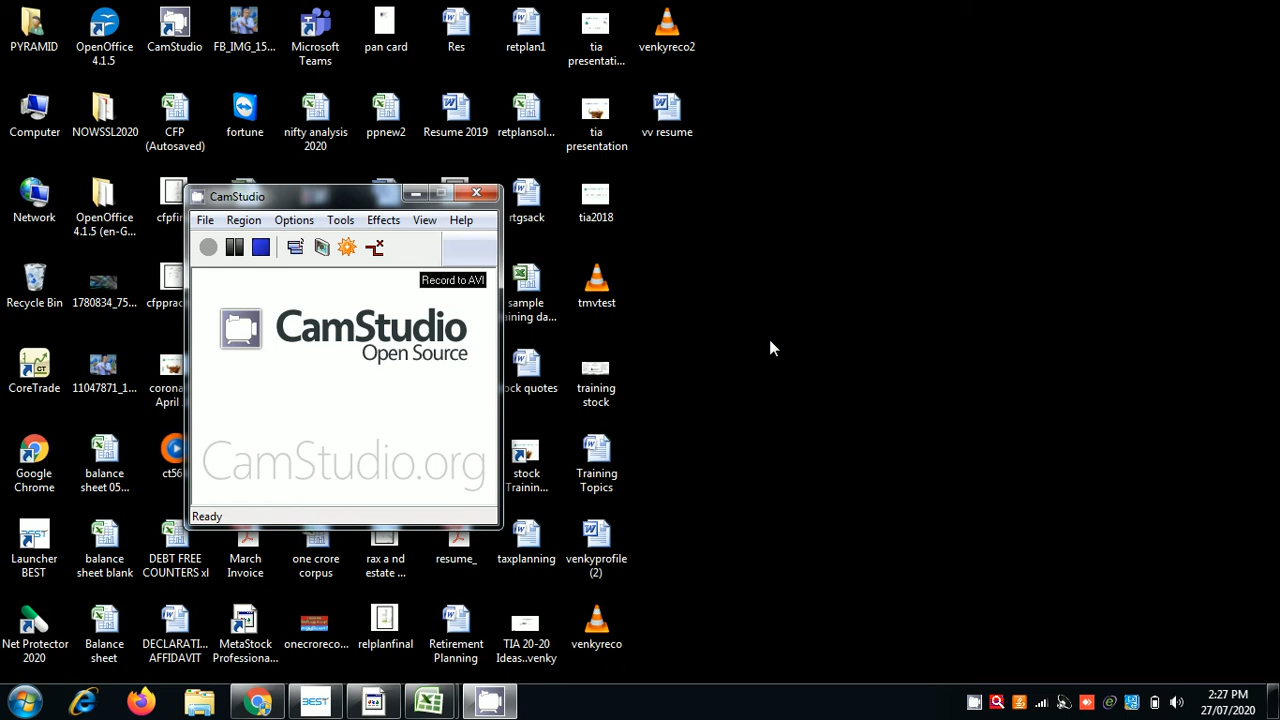 PYRAMID
OpenOffice
4.1.5
CamStudio
FB_IMG_15...
Microsoft
Teams
pan card
Res
retplan1
tia
presentati...
venkyreco2
Computer
NOWSSL2020
CFP
(Autosaved)
fortune
nifty analysis
2020
ppnew2
Resume 2019
retplansol...
tia
presentation
vv resume
Network
OpenOffice
4.1.5 (en-G...
cfpfin
rtgsack
tia2018
Recycle Bin
1780834_75...
cfpprac
sample
ining da...
tmvtest
CoreTrade
11047871_1...
corona
April
ock quotes
training
stock
Google
Chrome
balance
sheet 05...
ct56
stock
Trainin...
Training
Topics
Launcher
BEST
balance
sheet blank
DEBT FREE
COUNTERS xl
March
Invoice
one crore
corpus
rax a nd
estate ...
resume_
taxplanning
venkyprofile
(2)
Net Protector
2020
Balance
sheet
DECLARATI...
AFFIDAVIT
MetaStock
Professiona...
onecroreco...
relplanfinal
Retirement
Planning
TIA 20-20
Ideas..venky
venkyreco
CamStudio
File Region Options Tools Effects View Help
Record to AVI
CamStudio
Open Source
CamStudio.org
Ready
BEST
2:27 PM
27/07/2020